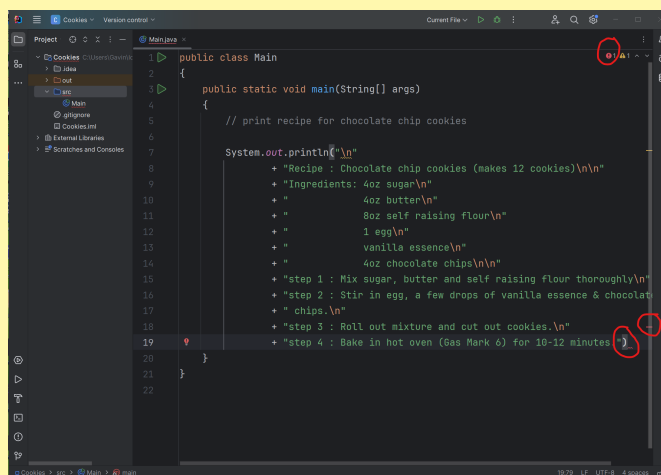 Cookies
Version control
Current File
Project
Main.java
Cookies C:\Users\Gavin\Ic
.idea
out
src
Main
.gitignore
Cookies.iml
External Libraries
Scratches and Consoles
1 1
1 public class Main
2 {
3 public static void main(String[] args)
4 {
5 // print recipe for chocolate chip cookies
6
7 System.out.println("\n"
8 + "Recipe : Chocolate chip cookies (makes 12 cookies)\n\n"
9 + "Ingredients: 4oz sugar\n"
10 + " 4oz butter\n"
11 + " 8oz self raising flour\n"
12 + " 1 egg\n"
13 + " vanilla essence\n"
14 + " 4oz chocolate chips\n\n"
15 + "step 1 : Mix sugar, butter and self raising flour thoroughly\n"
16 + "step 2 : Stir in egg, a few drops of vanilla essence & chocolate
17 + " chips.\n"
18 + "step 3 : Roll out mixture and cut out cookies.\n"
19 + "step 4 : Bake in hot oven (Gas Mark 6) for 10-12 minutes.")
20 }
21 }
22
Cookies > src > Main > main
19:79 LF UTF-8 4 spaces